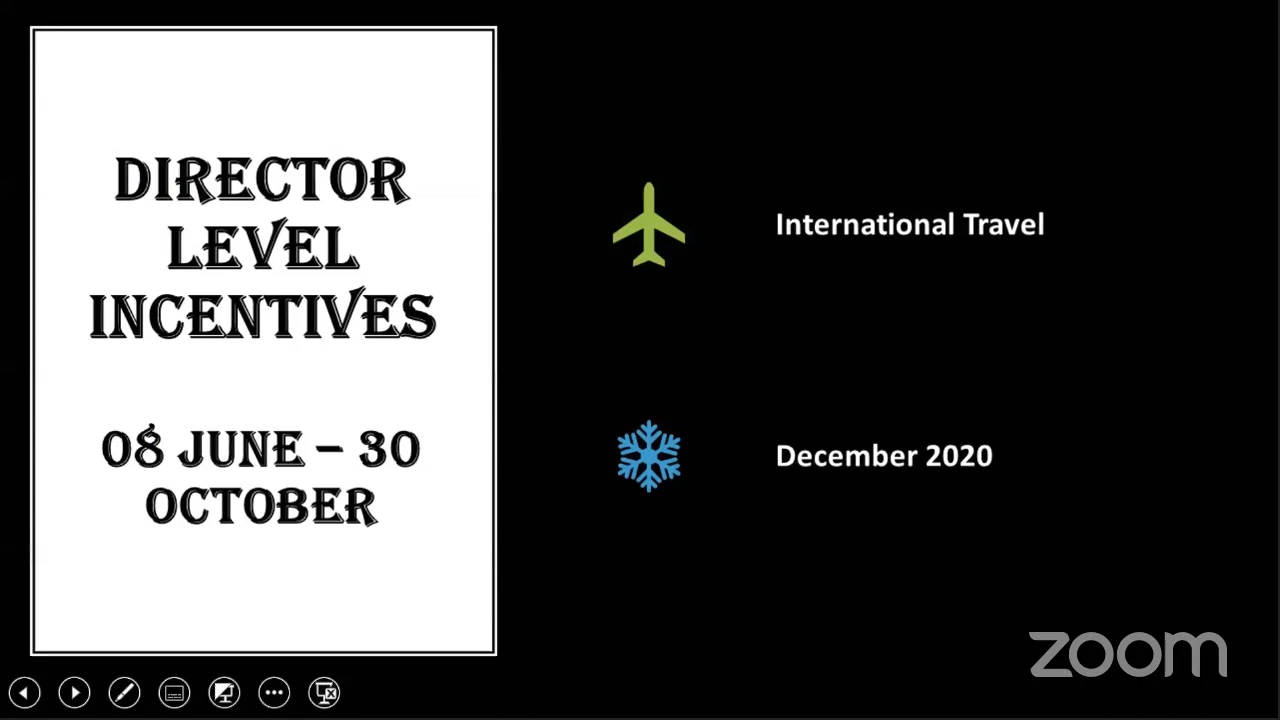 DIRECTOR
LEVEL
INCENTIVES
08 JUNE – 30
OCTOBER
International Travel
December 2020
zoom